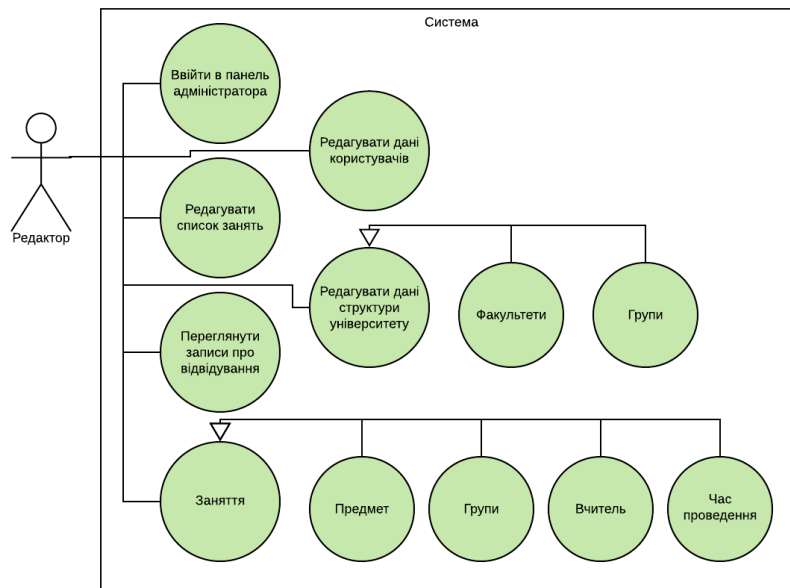 Система
Ввійти в панель
адміністратора
Редагувати дані
користувачів
Редактор
Редагувати
список занять
Редагувати дані
структури
університету
Факультети
Групи
Переглянути
записи про
відвідування
Заняття
Предмет
Групи
Вчитель
Час
проведення